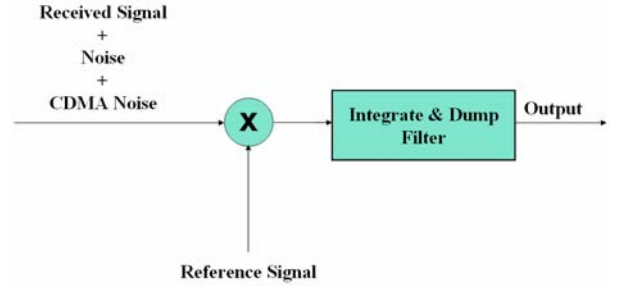 Received Signal
+
Noise
+
CDMA Noise
X
Integrate & Dump
Filter
Output
Reference Signal